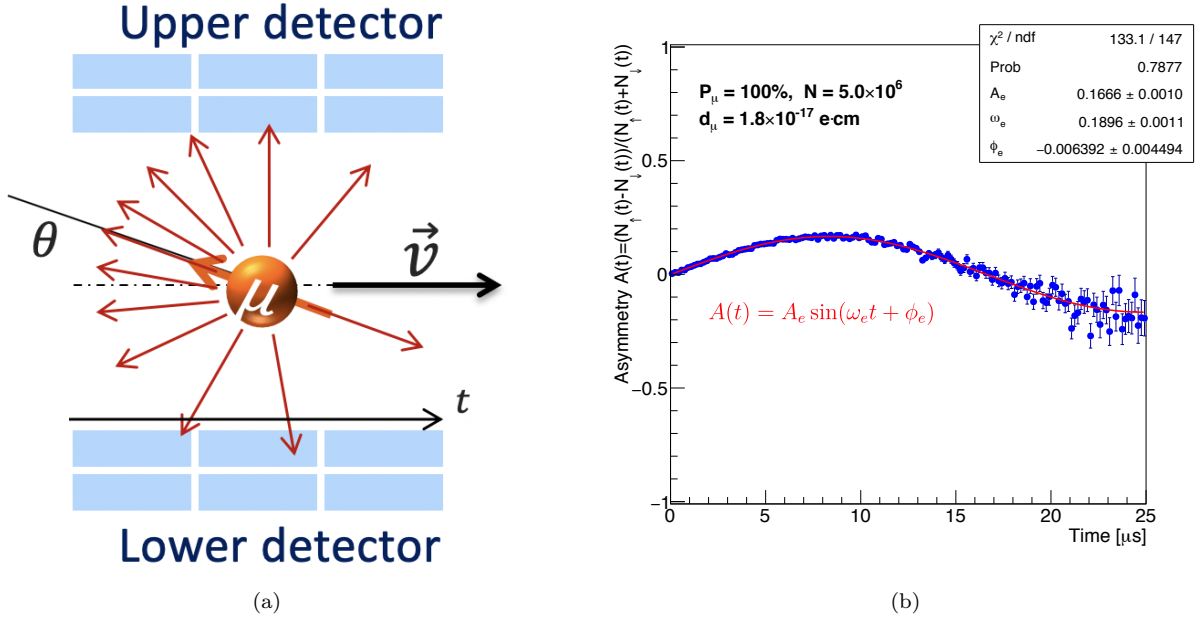 Upper detector
θ
μ
v⃗
t
Lower detector
(a)
χ² / ndf 133.1 / 147
Prob 0.7877
Aₑ 0.1666 ± 0.0010
ωₑ 0.1896 ± 0.0011
ϕₑ −0.006392 ± 0.004494
P_μ = 100%, N = 5.0×10⁶
d_μ = 1.8×10⁻¹⁷ e·cm
A(t) = Aₑ sin(ωₑt + ϕₑ)
Asymmetry A(t)=(N↑(t)-N↓(t))/(N↑(t)+N↓(t))
1
0.5
0
−0.5
−1
0 5 10 15 20 25
Time [μs]
(b)